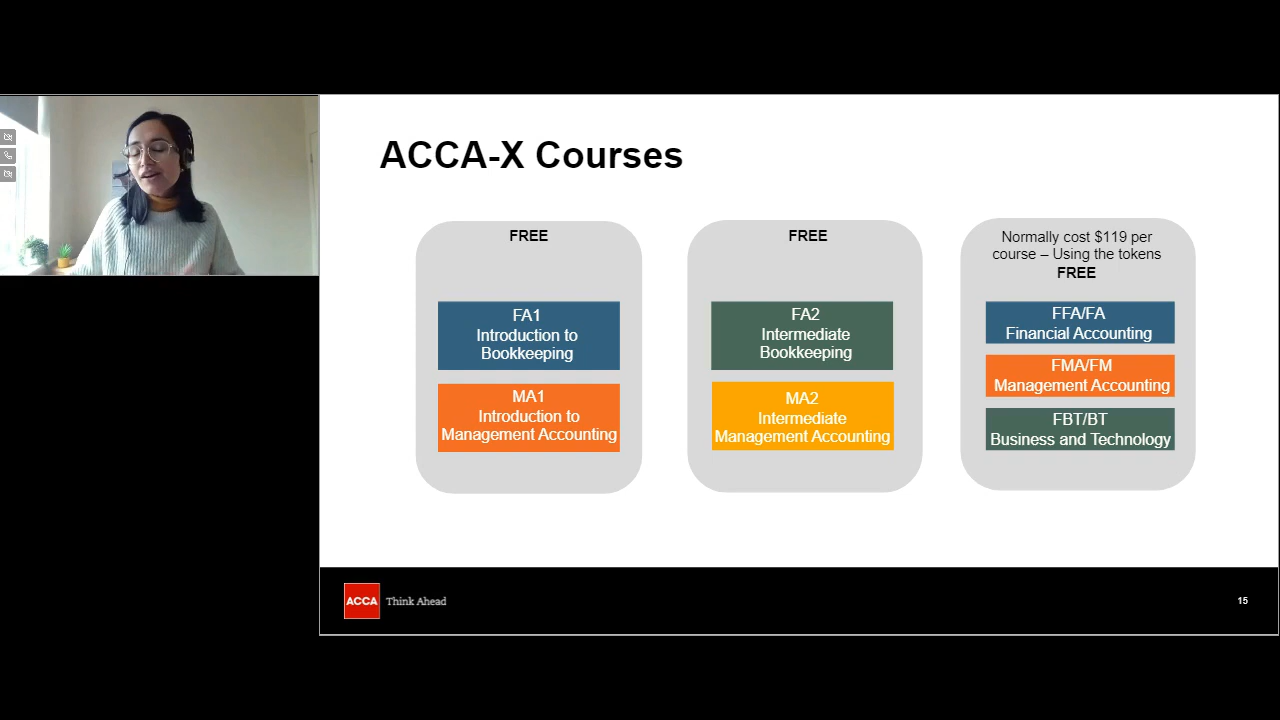 ACCA-X Courses
FREE
FA1
Introduction to
Bookkeeping
MA1
Introduction to
Management Accounting
FREE
FA2
Intermediate
Bookkeeping
MA2
Intermediate
Management Accounting
Normally cost $119 per
course – Using the tokens
FREE
FFA/FA
Financial Accounting
FMA/FM
Management Accounting
FBT/BT
Business and Technology
ACCA Think Ahead
15